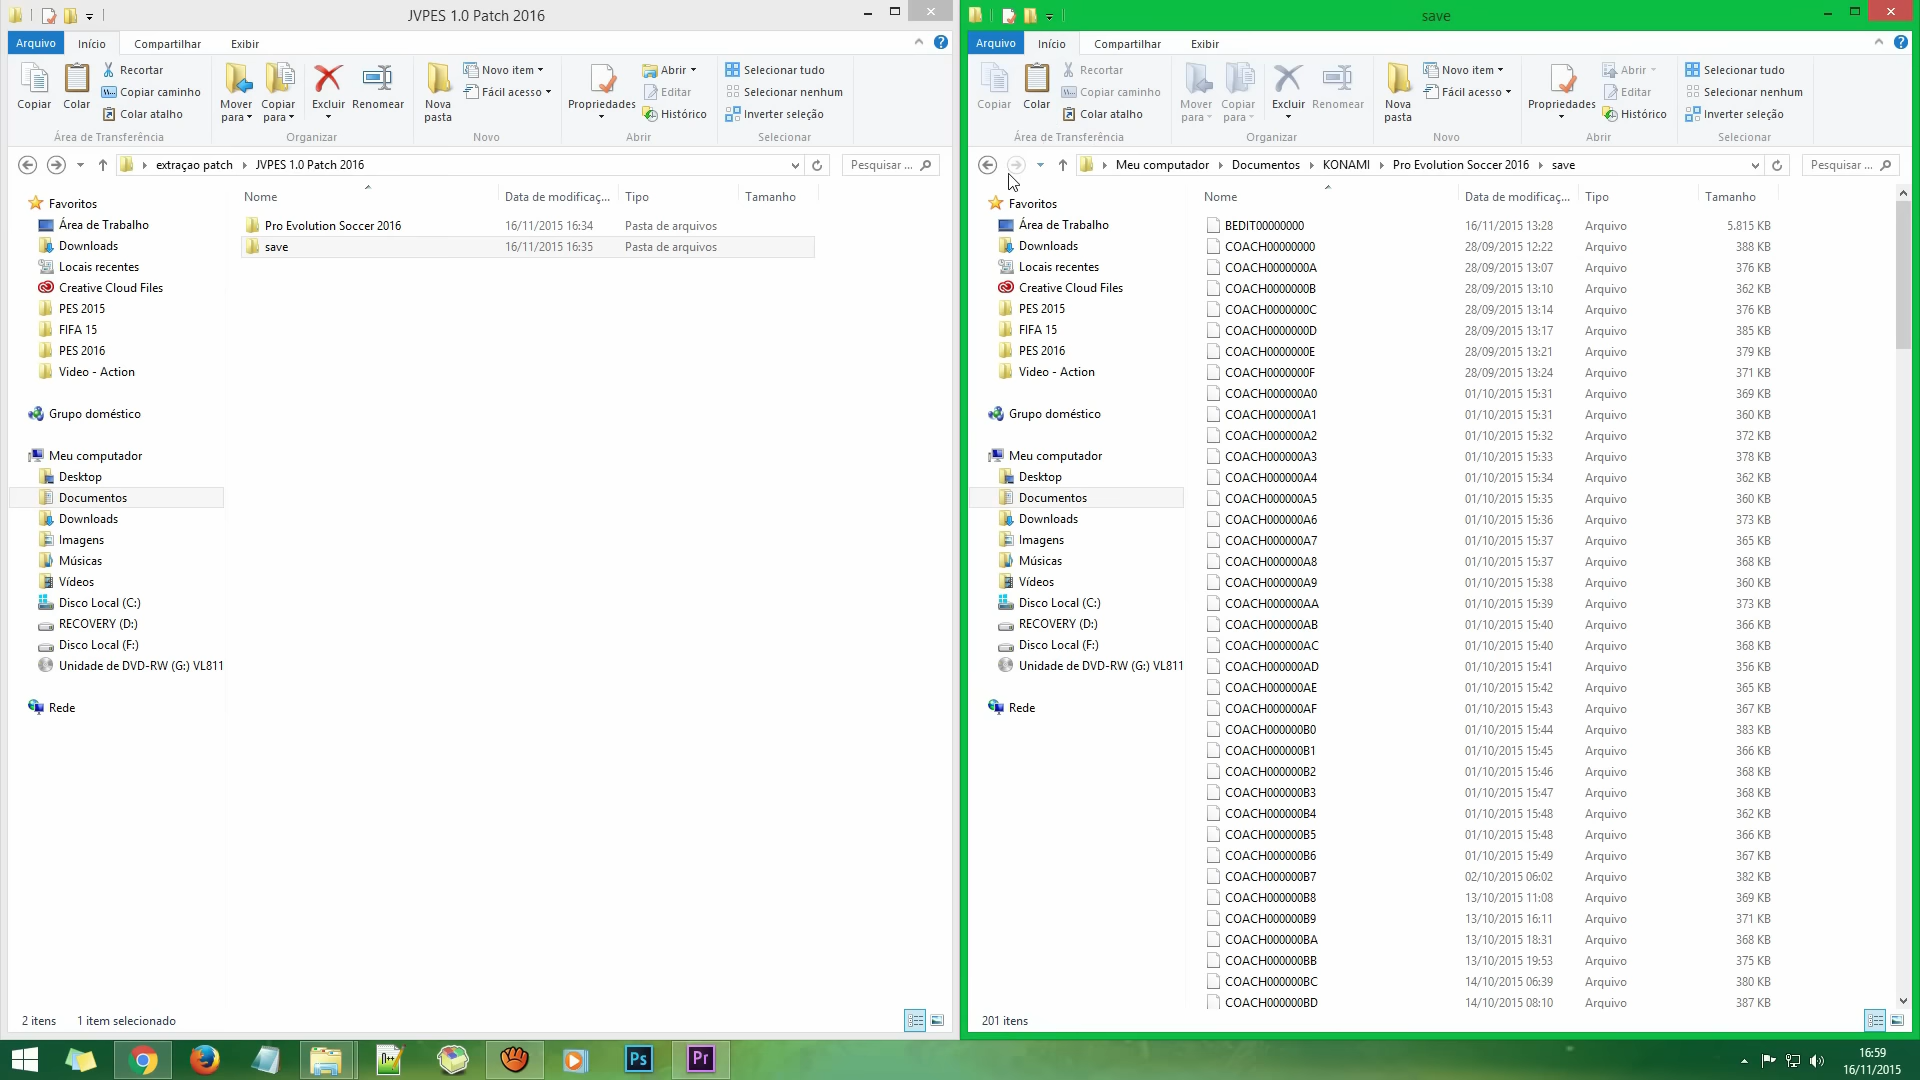 JVPES 1.0 Patch 2016
Arquivo Início Compartilhar Exibir
Copiar
Colar
Recortar
Copiar caminho
Colar atalho
Área de Transferência
Mover para
Copiar para
Excluir
Renomear
Organizar
Nova pasta
Novo item
Fácil acesso
Novo
Propriedades
Abrir
Editar
Histórico
Abrir
Selecionar tudo
Selecionar nenhum
Inverter seleção
Selecionar
extraçao patch JVPES 1.0 Patch 2016
Pesquisar ...
Nome Data de modificaç... Tipo Tamanho
Pro Evolution Soccer 2016 16/11/2015 16:34 Pasta de arquivos
save 16/11/2015 16:35 Pasta de arquivos
Favoritos
Área de Trabalho
Downloads
Locais recentes
Creative Cloud Files
PES 2015
FIFA 15
PES 2016
Video - Action
Grupo doméstico
Meu computador
Desktop
Documentos
Downloads
Imagens
Músicas
Vídeos
Disco Local (C:)
RECOVERY (D:)
Disco Local (F:)
Unidade de DVD-RW (G:) VL811
Rede
2 itens 1 item selecionado
save
Arquivo Início Compartilhar Exibir
Copiar
Colar
Recortar
Copiar caminho
Colar atalho
Área de Transferência
Mover para
Copiar para
Excluir
Renomear
Organizar
Nova pasta
Novo item
Fácil acesso
Novo
Propriedades
Abrir
Editar
Histórico
Abrir
Selecionar tudo
Selecionar nenhum
Inverter seleção
Selecionar
Meu computador Documentos KONAMI Pro Evolution Soccer 2016 save
Pesquisar ...
Favoritos
Área de Trabalho
Downloads
Locais recentes
Creative Cloud Files
PES 2015
FIFA 15
PES 2016
Video - Action
Grupo doméstico
Meu computador
Desktop
Documentos
Downloads
Imagens
Músicas
Vídeos
Disco Local (C:)
RECOVERY (D:)
Disco Local (F:)
Unidade de DVD-RW (G:) VL811
Rede
Nome Data de modificaç... Tipo Tamanho
BEDIT00000000 16/11/2015 13:28 Arquivo 5.815 KB
COACH00000000 28/09/2015 12:22 Arquivo 388 KB
COACH0000000A 28/09/2015 13:07 Arquivo 376 KB
COACH0000000B 28/09/2015 13:10 Arquivo 362 KB
COACH0000000C 28/09/2015 13:14 Arquivo 376 KB
COACH0000000D 28/09/2015 13:17 Arquivo 385 KB
COACH0000000E 28/09/2015 13:21 Arquivo 379 KB
COACH0000000F 28/09/2015 13:24 Arquivo 371 KB
COACH000000A0 01/10/2015 15:31 Arquivo 369 KB
COACH000000A1 01/10/2015 15:31 Arquivo 360 KB
COACH000000A2 01/10/2015 15:32 Arquivo 372 KB
COACH000000A3 01/10/2015 15:33 Arquivo 378 KB
COACH000000A4 01/10/2015 15:34 Arquivo 362 KB
COACH000000A5 01/10/2015 15:35 Arquivo 360 KB
COACH000000A6 01/10/2015 15:36 Arquivo 373 KB
COACH000000A7 01/10/2015 15:37 Arquivo 365 KB
COACH000000A8 01/10/2015 15:37 Arquivo 368 KB
COACH000000A9 01/10/2015 15:38 Arquivo 360 KB
COACH000000AA 01/10/2015 15:39 Arquivo 373 KB
COACH000000AB 01/10/2015 15:40 Arquivo 366 KB
COACH000000AC 01/10/2015 15:40 Arquivo 368 KB
COACH000000AD 01/10/2015 15:41 Arquivo 356 KB
COACH000000AE 01/10/2015 15:42 Arquivo 365 KB
COACH000000AF 01/10/2015 15:43 Arquivo 367 KB
COACH000000B0 01/10/2015 15:44 Arquivo 383 KB
COACH000000B1 01/10/2015 15:45 Arquivo 366 KB
COACH000000B2 01/10/2015 15:46 Arquivo 368 KB
COACH000000B3 01/10/2015 15:47 Arquivo 368 KB
COACH000000B4 01/10/2015 15:48 Arquivo 362 KB
COACH000000B5 01/10/2015 15:48 Arquivo 366 KB
COACH000000B6 01/10/2015 15:49 Arquivo 367 KB
COACH000000B7 02/10/2015 06:02 Arquivo 382 KB
COACH000000B8 13/10/2015 11:08 Arquivo 369 KB
COACH000000B9 13/10/2015 16:11 Arquivo 371 KB
COACH000000BA 13/10/2015 18:31 Arquivo 368 KB
COACH000000BB 13/10/2015 19:53 Arquivo 375 KB
COACH000000BC 14/10/2015 06:39 Arquivo 380 KB
COACH000000BD 14/10/2015 08:10 Arquivo 387 KB
201 itens
Ps
Pr
16:59
16/11/2015